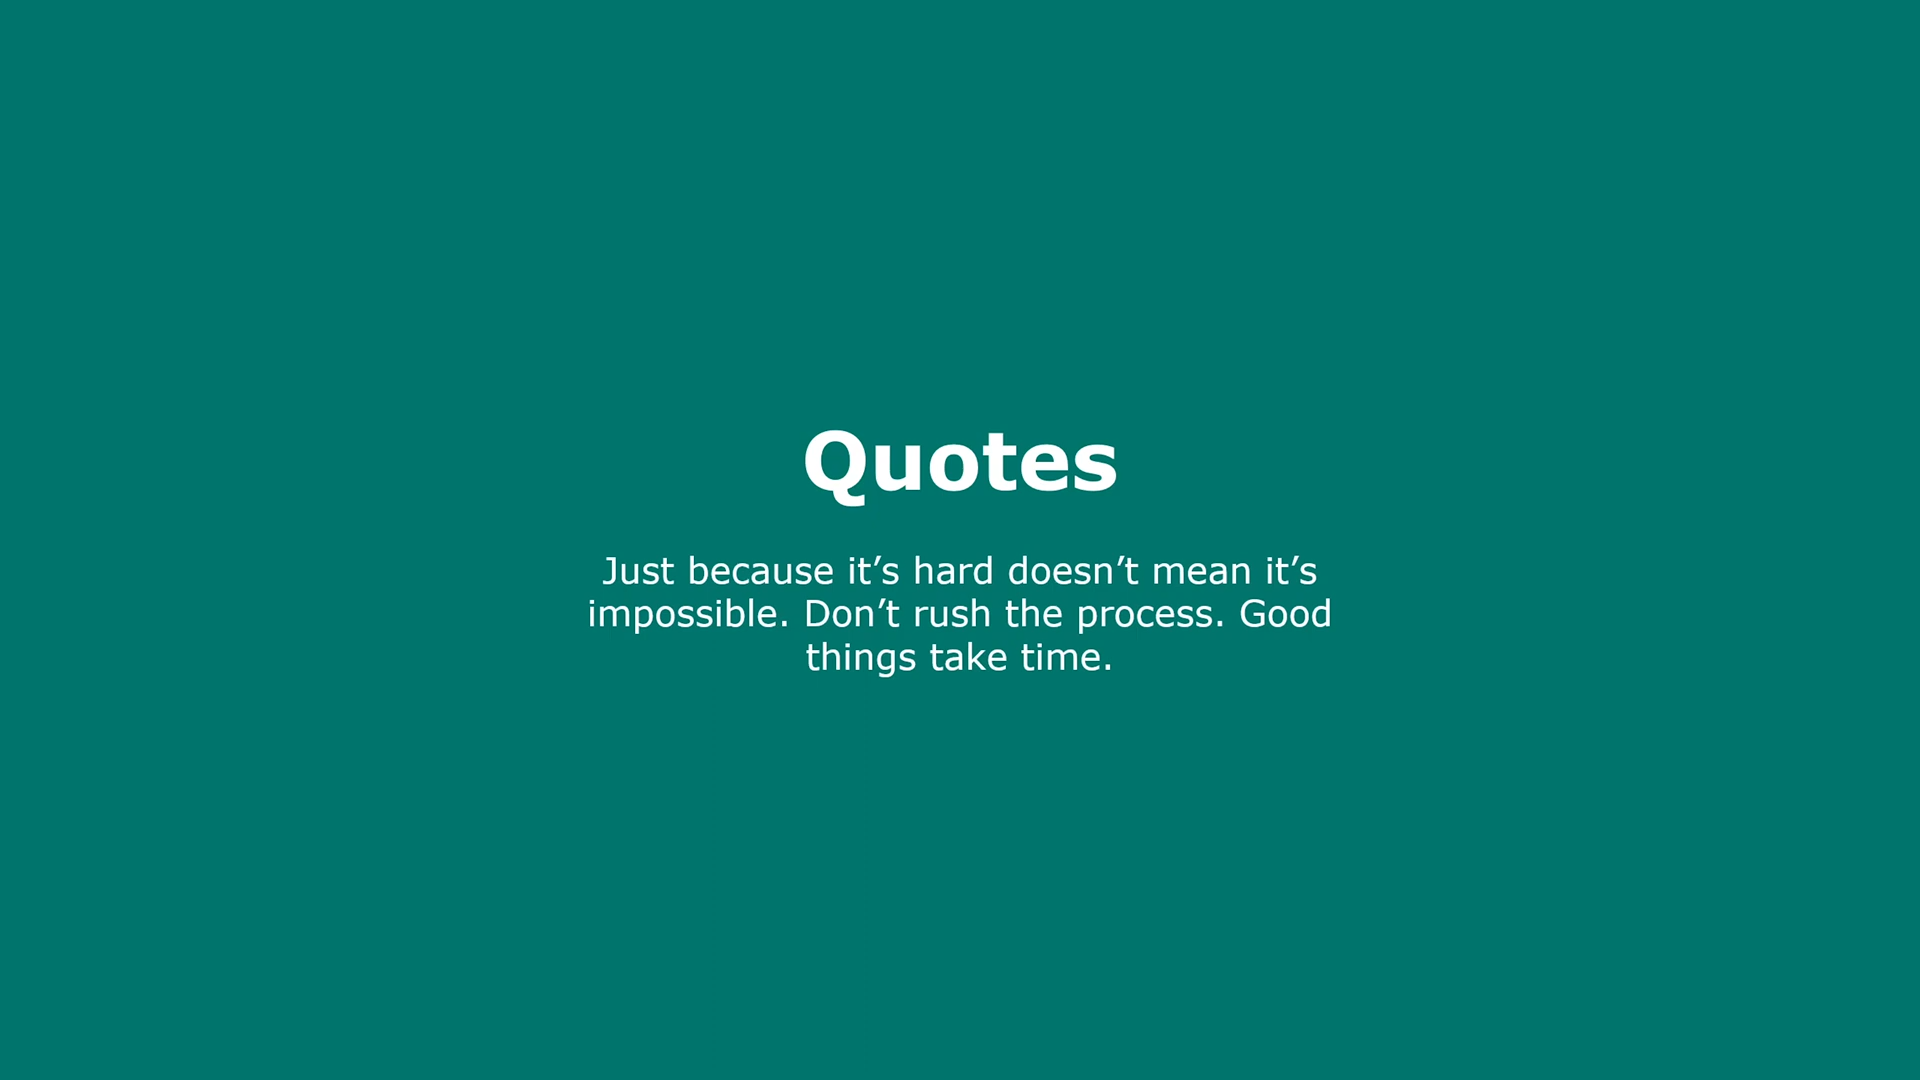 Quotes
Just because it’s hard doesn’t mean it’s
impossible. Don’t rush the process. Good
things take time.